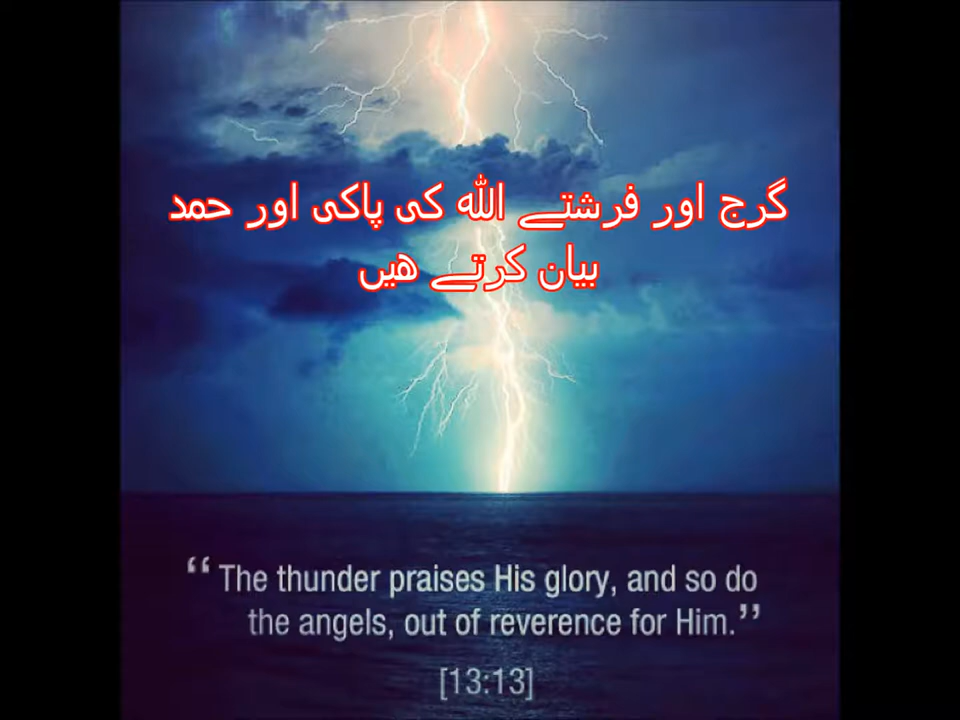 گرج اور فرشتے اللہ کی پاکی اور حمد
بیان کرتے ھیں
“The thunder praises His glory, and so do
the angels, out of reverence for Him.”
[13:13]